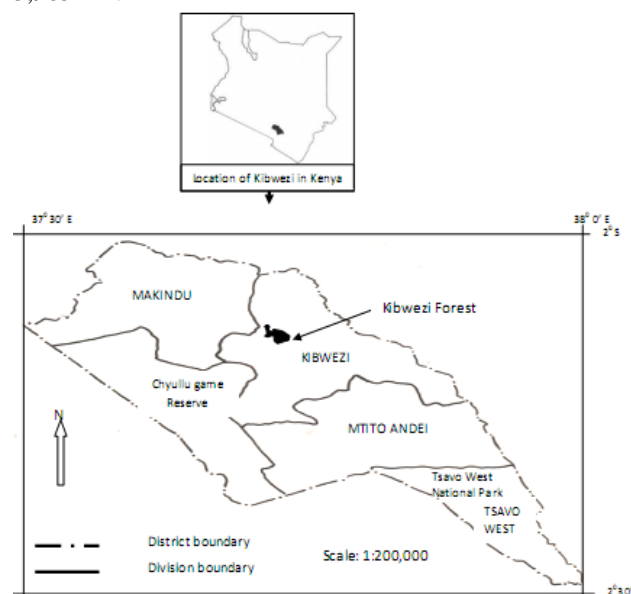 Location of Kibwezi in Kenya
37° 30' E
38° 0' E
2° S
MAKINDU
Kibwezi Forest
KIBWEZI
Chyullu game
Reserve
N
MTITO ANDEI
Tsavo West
National Park
TSAVO
WEST
District boundary
Division boundary
Scale: 1:200,000
2° 30'